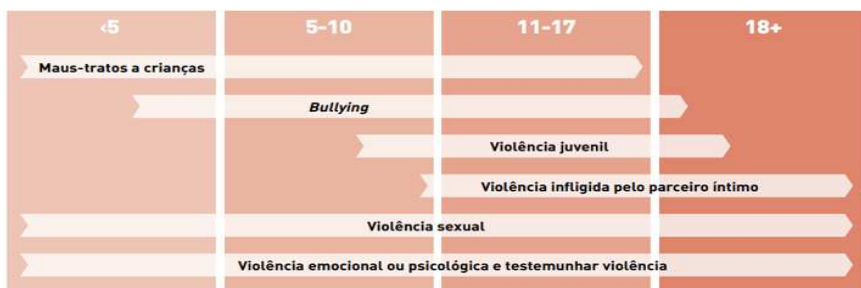 <5 5-10 11-17 18+
Maus-tratos a crianças
Bullying
Violência juvenil
Violência infligida pelo parceiro íntimo
Violência sexual
Violência emocional ou psicológica e testemunhar violência